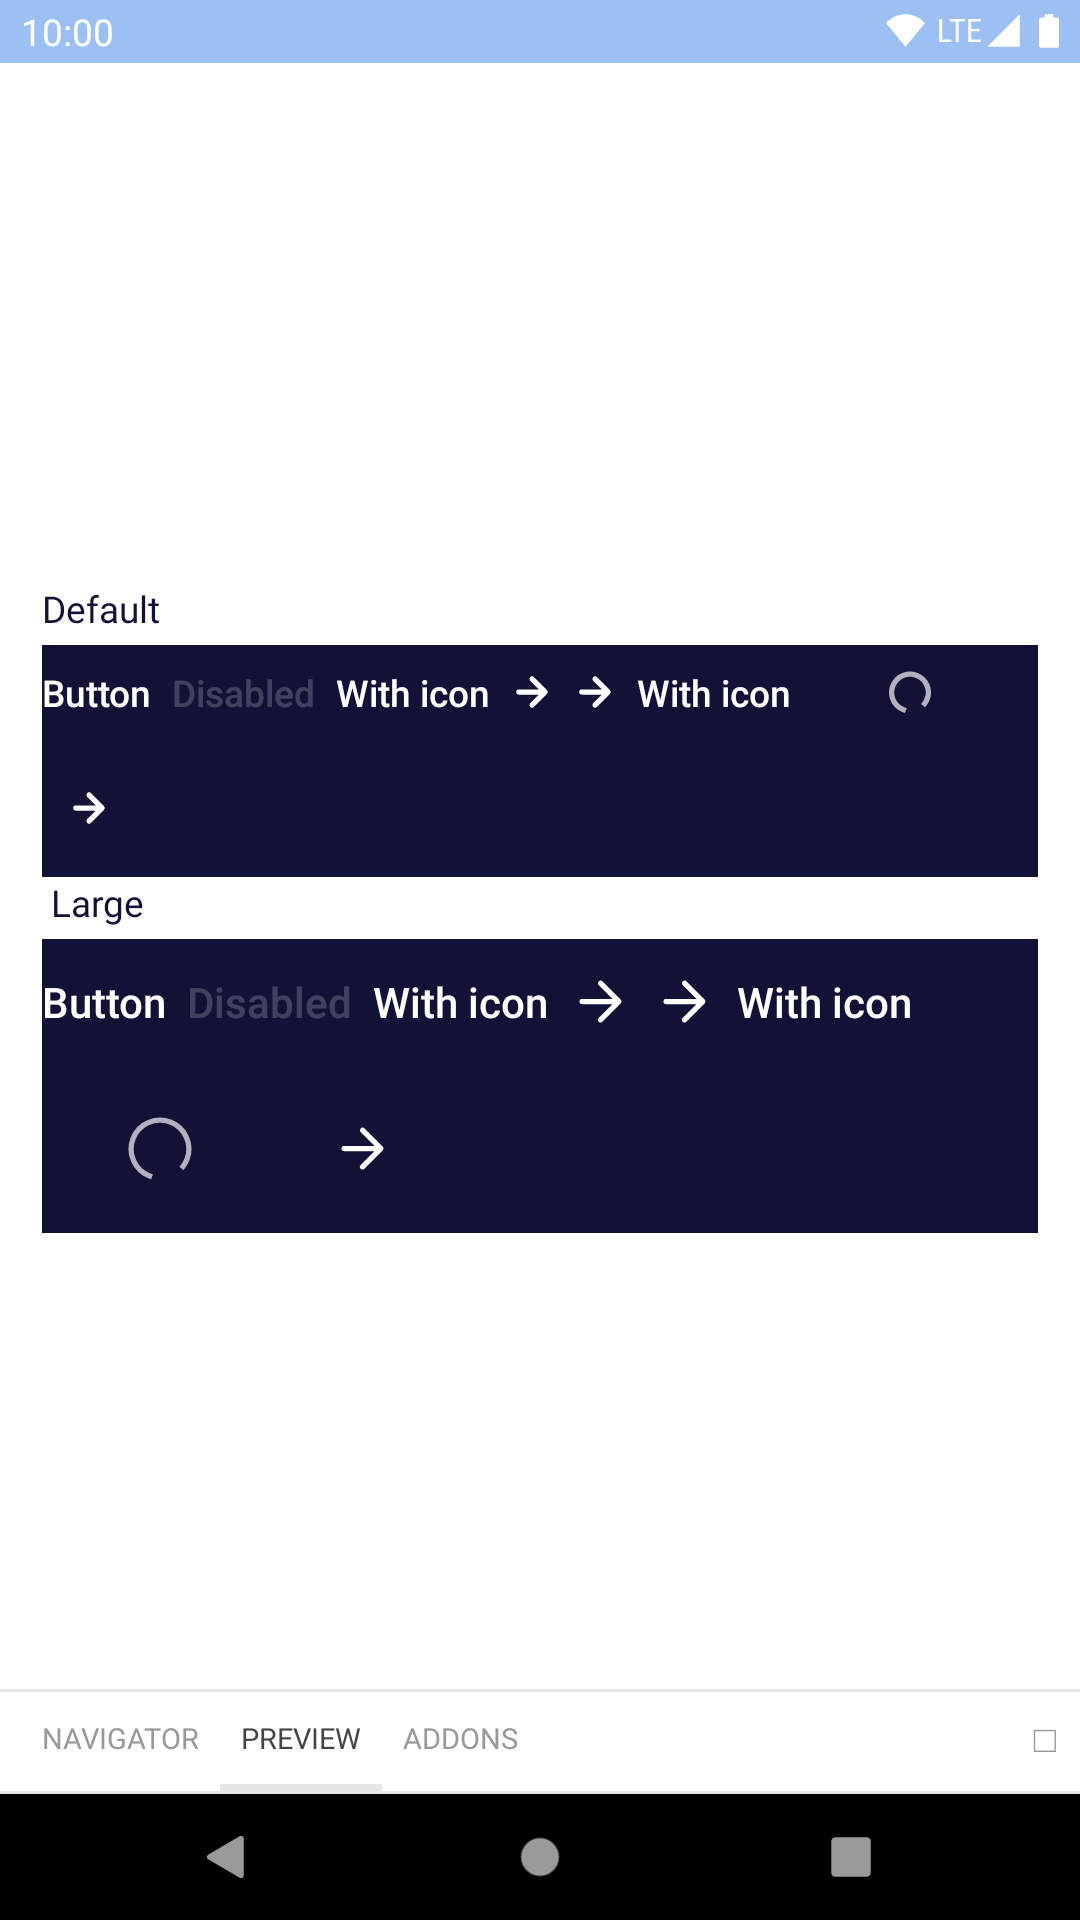 10:00 LTE
Default
Button Disabled With icon With icon
Large
Button Disabled With icon With icon
NAVIGATOR PREVIEW ADDONS